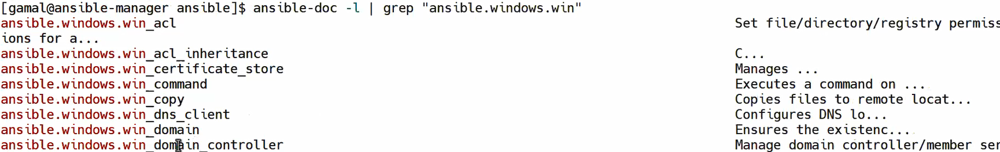 [gamal@ansible-manager ansible]$ ansible-doc -l | grep "ansible.windows.win"
ansible.windows.win_acl Set file/directory/registry permiss
ions for a...
ansible.windows.win_acl_inheritance C...
ansible.windows.win_certificate_store Manages ...
ansible.windows.win_command Executes a command on ...
ansible.windows.win_copy Copies files to remote locat...
ansible.windows.win_dns_client Configures DNS lo...
ansible.windows.win_domain Ensures the existenc...
ansible.windows.win_domain_controller Manage domain controller/member ser